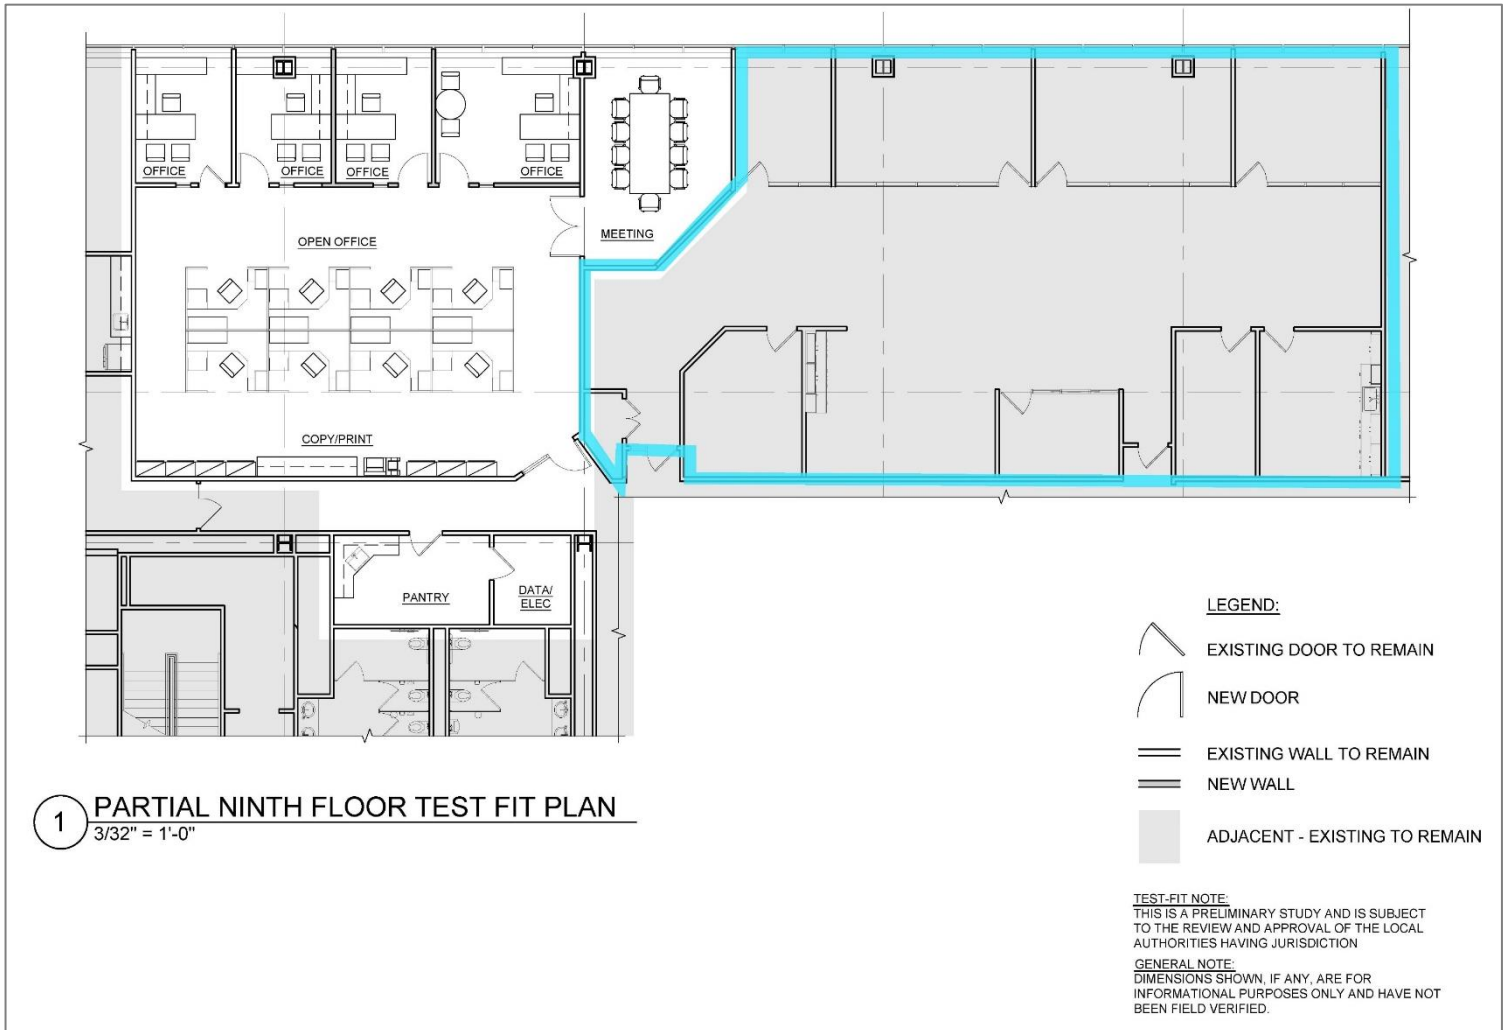 OFFICE
OFFICE
OFFICE
OFFICE
MEETING
OPEN OFFICE
COPY/PRINT
PANTRY
DATA/
ELEC
1
PARTIAL NINTH FLOOR TEST FIT PLAN
3/32" = 1'-0"
LEGEND:
EXISTING DOOR TO REMAIN
NEW DOOR
EXISTING WALL TO REMAIN
NEW WALL
ADJACENT - EXISTING TO REMAIN
TEST-FIT NOTE:
THIS IS A PRELIMINARY STUDY AND IS SUBJECT
TO THE REVIEW AND APPROVAL OF THE LOCAL
AUTHORITIES HAVING JURISDICTION
GENERAL NOTE:
DIMENSIONS SHOWN, IF ANY, ARE FOR
INFORMATIONAL PURPOSES ONLY AND HAVE NOT
BEEN FIELD VERIFIED.